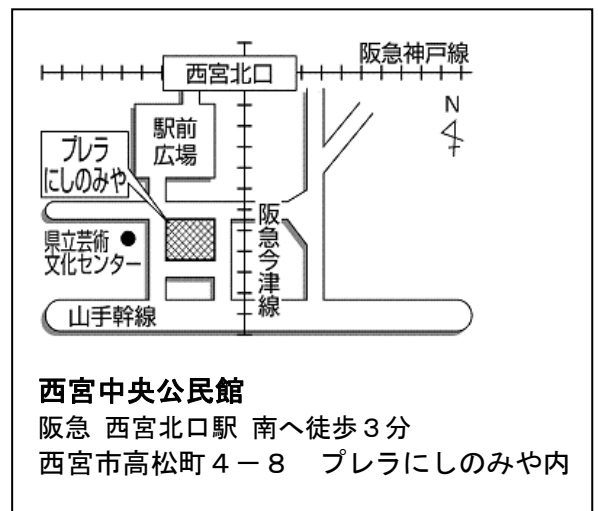 阪急神戸線
西宮北口
N
駅前
広場
プレラ
にしのみや
県立芸術
文化センター
阪急今津線
山手幹線
西宮中央公民館
阪急 西宮北口駅 南へ徒歩３分
西宮市高松町４－８　プレラにしのみや内